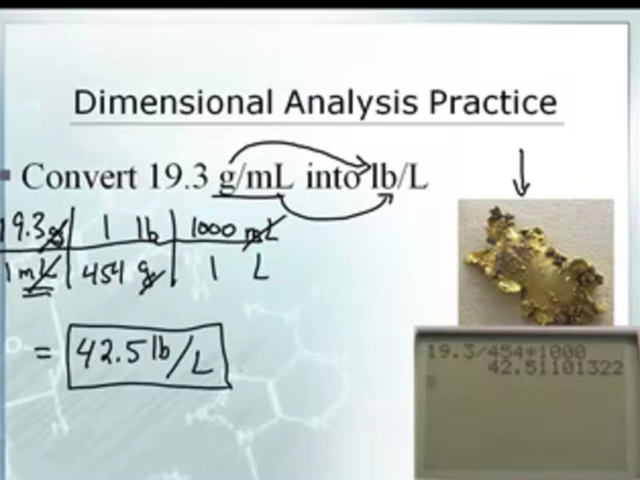 Dimensional Analysis Practice
Convert 19.3 g/mL into lb/L
19.3 g | 1 lb | 1000 mL
1 mL | 454 g | 1 L
= 42.5 lb/L
19.3/454*1000
42.51101322